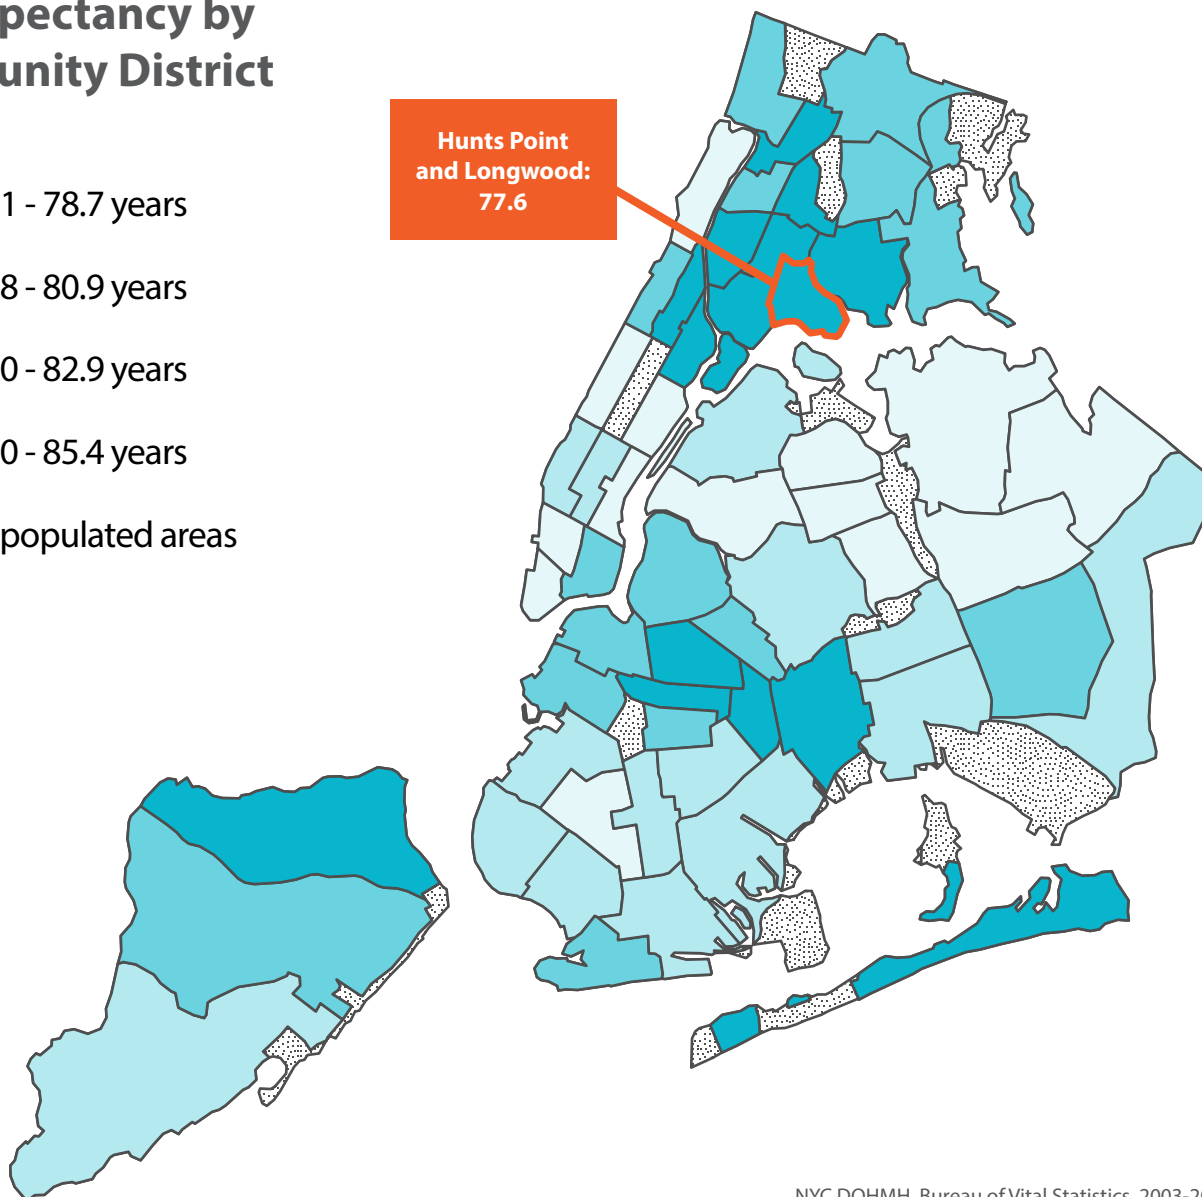 pectancy by
unity District
Hunts Point
and Longwood:
77.6
1 - 78.7 years
8 - 80.9 years
0 - 82.9 years
0 - 85.4 years
populated areas
NYC DOHMH, Bureau of Vital Statistics, 2003-20